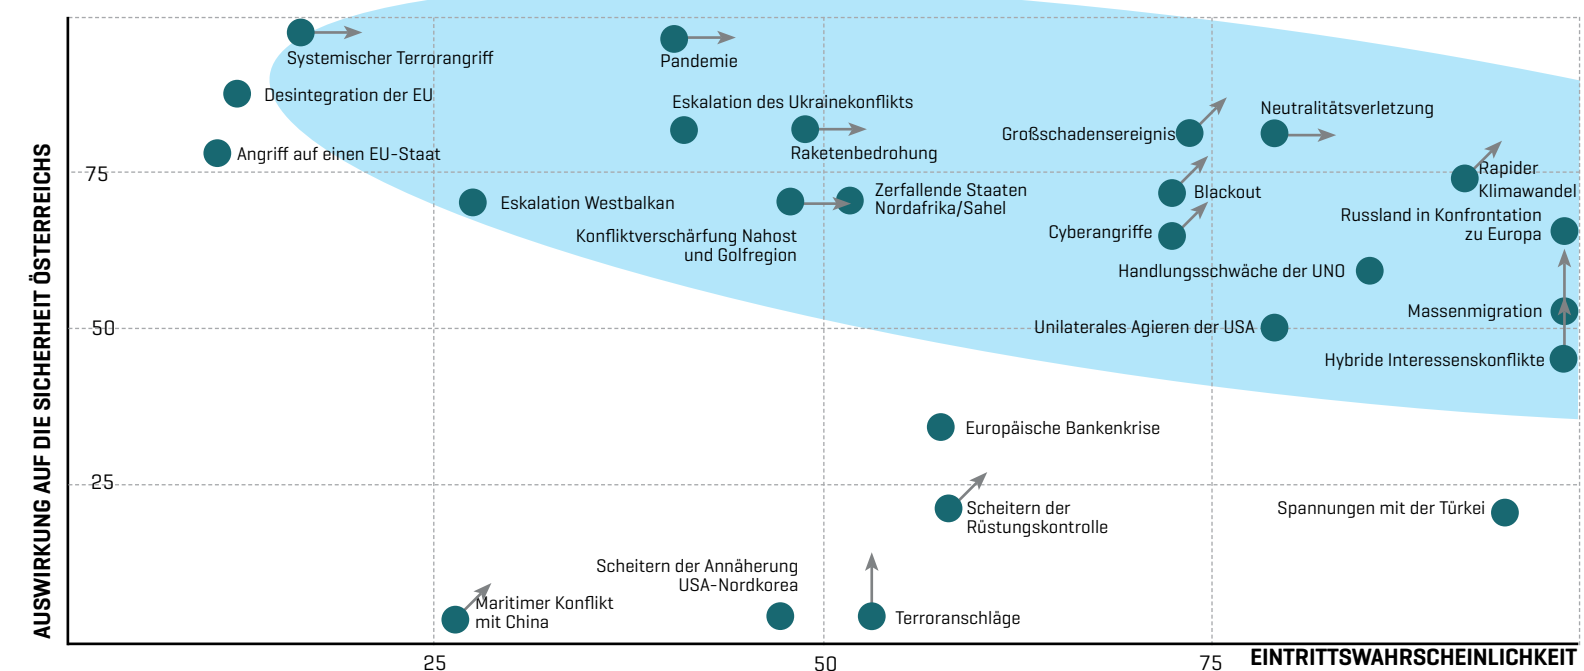 AUSWIRKUNG AUF DIE SICHERHEIT ÖSTERREICHS
Systemischer Terrorangriff
Pandemie
Desintegration der EU
Eskalation des Ukrainekonflikts
Neutralitätsverletzung
Großschadensereignis
Angriff auf einen EU-Staat
Raketenbedrohung
75
Rapider
Klimawandel
Blackout
Zerfallende Staaten
Nordafrika/Sahel
Eskalation Westbalkan
Russland in Konfrontation
zu Europa
Konfliktverschärfung Nahost
und Golfregion
Cyberangriffe
Handlungsschwäche der UNO
Massenmigration
50
Unilaterales Agieren der USA
Hybride Interessenskonflikte
Europäische Bankenkrise
25
Scheitern der
Rüstungskontrolle
Spannungen mit der Türkei
Scheitern der Annäherung
USA-Nordkorea
Maritimer Konflikt
mit China
Terroranschläge
25
50
75
EINTRITTSWAHRSCHEINLICHKEIT